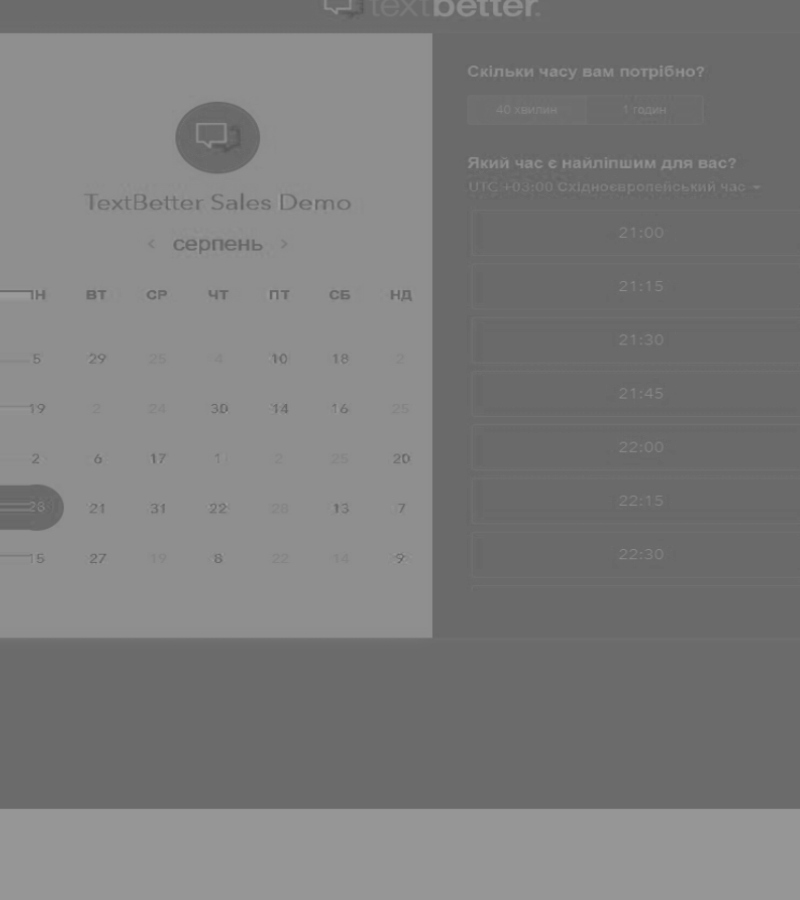 textbetter.
TextBetter Sales Demo
< серпень >
ПН ВТ СР ЧТ ПТ СБ НД
5 29 25 4 10 18 2
19 2 24 30 14 16 25
2 6 17 1 2 25 20
28 21 31 22 28 13 7
15 27 19 8 22 14 9
Скільки часу вам потрібно?
40 хвилин 1 годин
Який час є найліпшим для вас?
UTC +03:00 Східноєвропейський час
21:00
21:15
21:30
21:45
22:00
22:15
22:30